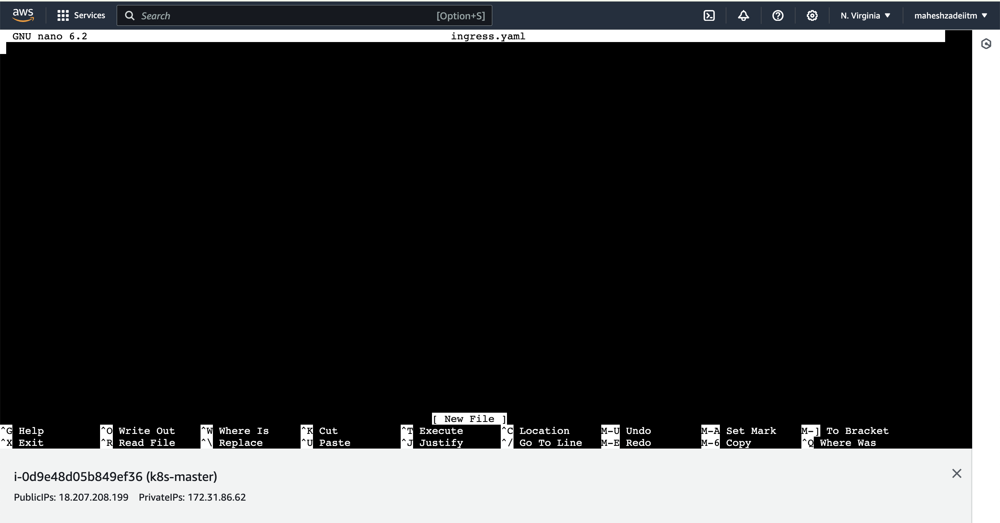 aws Services Search [Option+S] N. Virginia maheshzadeiitm
GNU nano 6.2 ingress.yaml
[ New File ]
^G Help ^O Write Out ^W Where Is ^K Cut ^T Execute ^C Location M-U Undo M-A Set Mark M-] To Bracket
^X Exit ^R Read File ^\ Replace ^U Paste ^J Justify ^/ Go To Line M-E Redo M-6 Copy ^Q Where Was
i-0d9e48d05b849ef36 (k8s-master)
PublicIPs: 18.207.208.199 PrivateIPs: 172.31.86.62